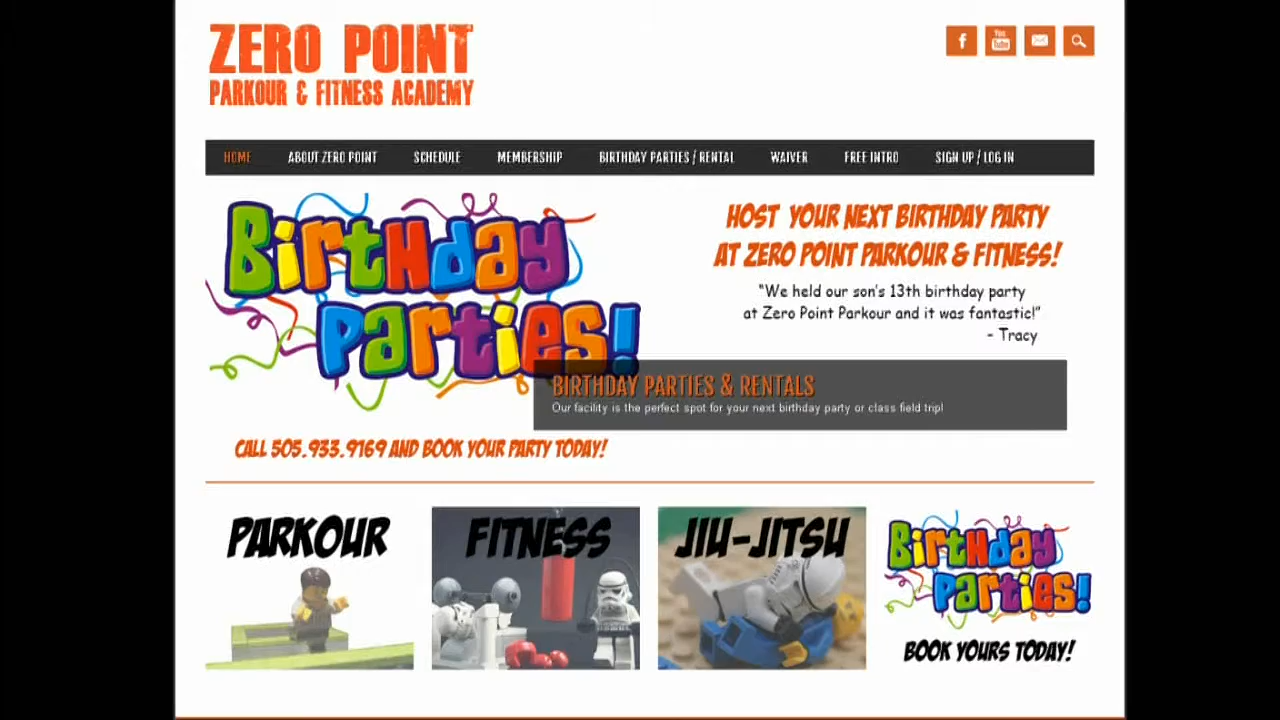 ZERO POINT
PARKOUR & FITNESS ACADEMY
f
You Tube
HOME ABOUT ZERO POINT SCHEDULE MEMBERSHIP BIRTHDAY PARTIES / RENTAL WAIVER FREE INTRO SIGN UP / LOG IN
Birthday
Parties!
HOST YOUR NEXT BIRTHDAY PARTY
AT ZERO POINT PARKOUR & FITNESS!
"We held our son's 13th birthday party
at Zero Point Parkour and it was fantastic!"
- Tracy
BIRTHDAY PARTIES & RENTALS
Our facility is the perfect spot for your next birthday party or class field trip!
CALL 505.933.9169 AND BOOK YOUR PARTY TODAY!
PARKOUR
FITNESS
JIU-JITSU
Birthday
Parties!
BOOK YOURS TODAY!